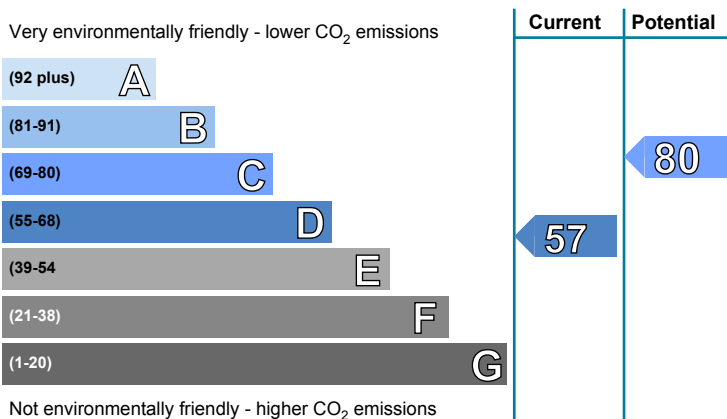 Very environmentally friendly - lower CO2 emissions
Current
Potential
(92 plus) A
(81-91) B
(69-80) C
80
(55-68) D
57
(39-54 E
(21-38) F
(1-20) G
Not environmentally friendly - higher CO2 emissions